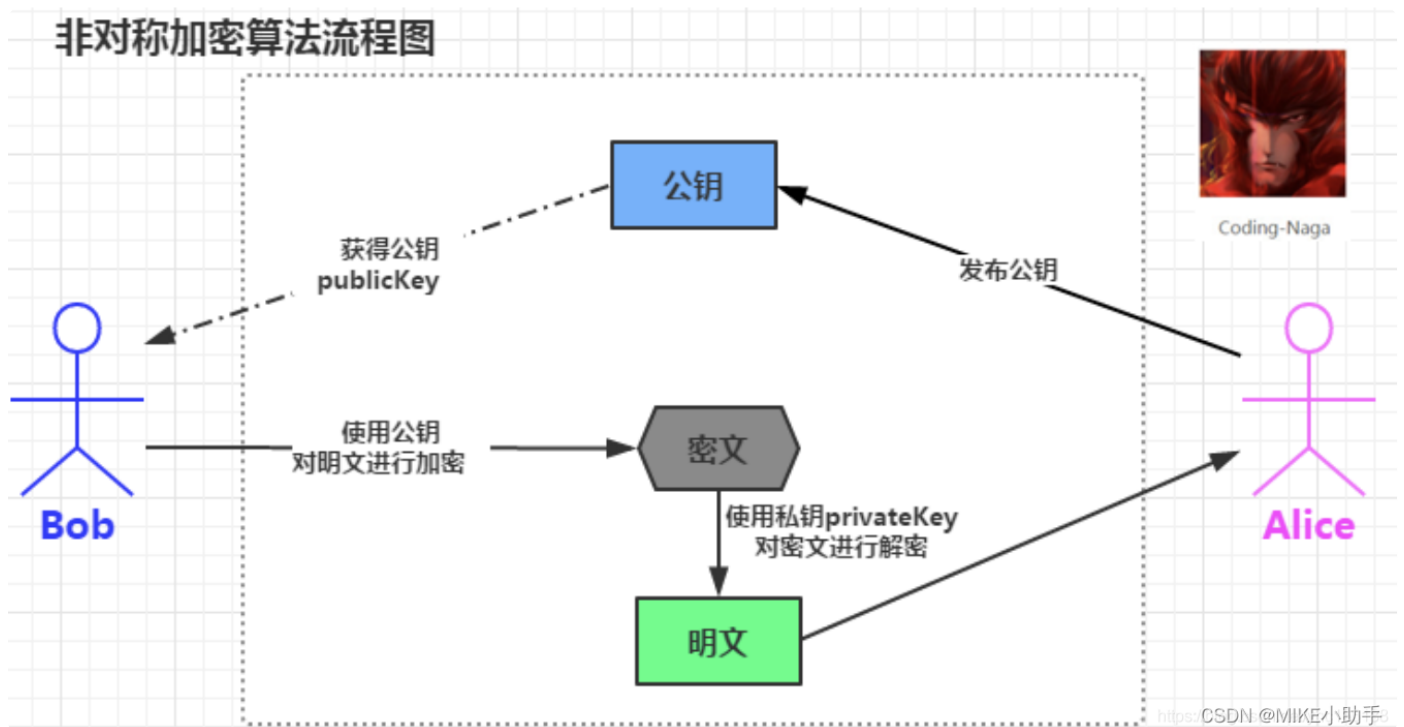 非对称加密算法流程图
公钥
Coding-Naga
获得公钥
publicKey
发布公钥
使用公钥
对明文进行加密
密文
Bob
Alice
使用私钥privateKey
对密文进行解密
明文
CSDN @MIKE小助手